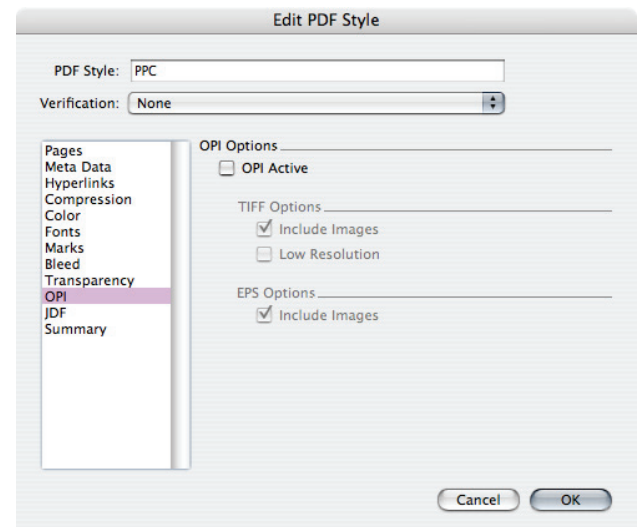 Edit PDF Style
PDF Style: PPC
Verification: None
Pages
Meta Data
Hyperlinks
Compression
Color
Fonts
Marks
Bleed
Transparency
OPI
JDF
Summary
OPI Options
OPI Active
TIFF Options
Include Images
Low Resolution
EPS Options
Include Images
Cancel OK